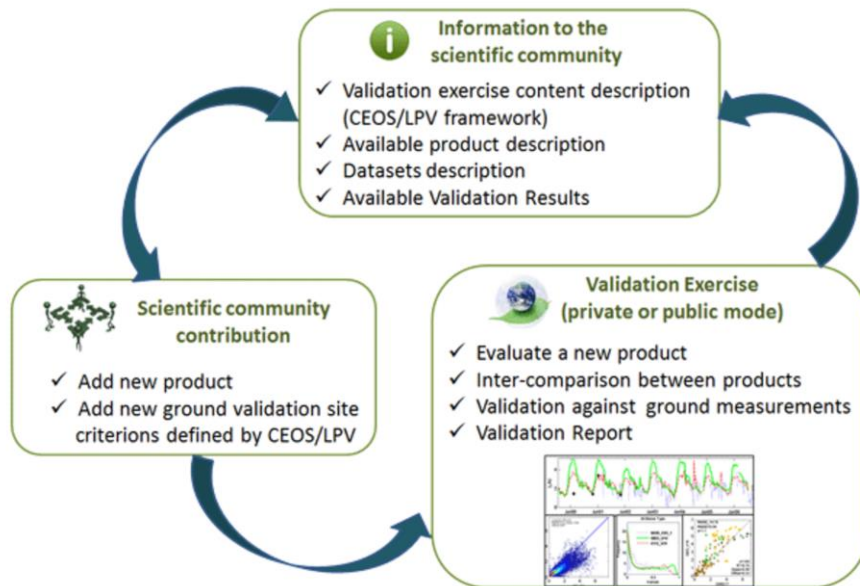 i
Information to the
scientific community
✓ Validation exercise content description
(CEOS/LPV framework)
✓ Available product description
✓ Datasets description
✓ Available Validation Results
Scientific community
contribution
✓ Add new product
✓ Add new ground validation site
criterions defined by CEOS/LPV
Validation Exercise
(private or public mode)
✓ Evaluate a new product
✓ Inter-comparison between products
✓ Validation against ground measurements
✓ Validation Report